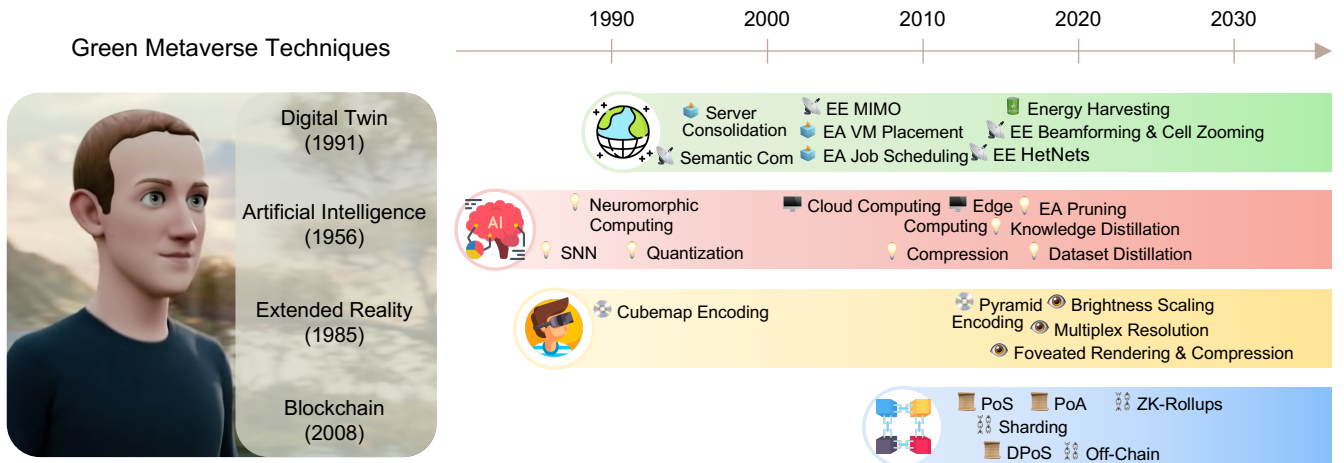 Green Metaverse Techniques
1990 2000 2010 2020 2030
Digital Twin
(1991)
Artificial Intelligence
(1956)
Extended Reality
(1985)
Blockchain
(2008)
Server
Consolidation
EE MIMO
Energy Harvesting
EA VM Placement
EE Beamforming & Cell Zooming
Semantic Com
EA Job Scheduling
EE HetNets
AI
Neuromorphic
Computing
Cloud Computing
Edge
Computing
EA Pruning
Knowledge Distillation
SNN
Quantization
Compression
Dataset Distillation
Cubemap Encoding
Pyramid
Encoding
Brightness Scaling
Multiplex Resolution
Foveated Rendering & Compression
PoS
PoA
ZK-Rollups
Sharding
DPoS
Off-Chain